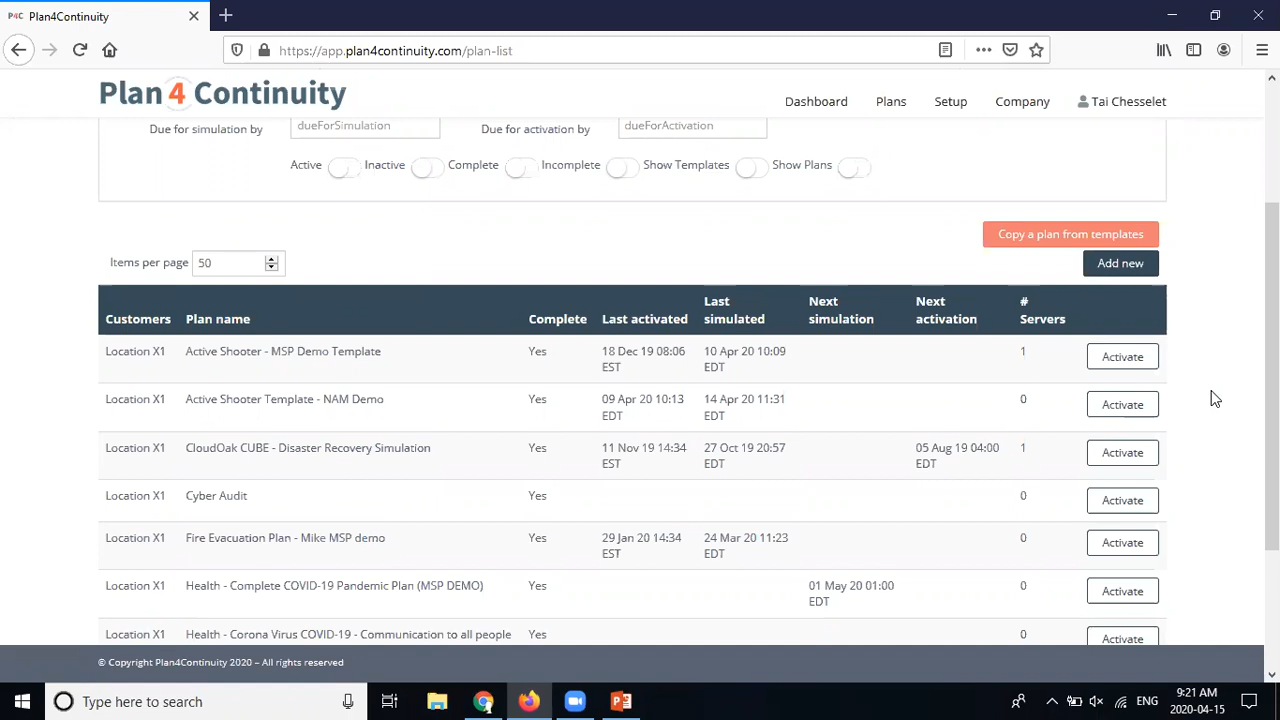 P4C Plan4Continuity
https://app.plan4continuity.com/plan-list
Plan 4 Continuity
Dashboard Plans Setup Company Tai Chesselet
Due for simulation by dueForSimulation Due for activation by dueForActivation
Active Inactive Complete Incomplete Show Templates Show Plans
Copy a plan from templates
Items per page 50 Add new
Customers Plan name Complete Last activated Last simulated Next simulation Next activation # Servers
Location X1 Active Shooter - MSP Demo Template Yes 18 Dec 19 08:06 EST 10 Apr 20 10:09 EDT 1 Activate
Location X1 Active Shooter Template - NAM Demo Yes 09 Apr 20 10:13 EDT 14 Apr 20 11:31 EDT 0 Activate
Location X1 CloudOak CUBE - Disaster Recovery Simulation Yes 11 Nov 19 14:34 EST 27 Oct 19 20:57 EDT 05 Aug 19 04:00 EDT 1 Activate
Location X1 Cyber Audit Yes 0 Activate
Location X1 Fire Evacuation Plan - Mike MSP demo Yes 29 Jan 20 14:34 EST 24 Mar 20 11:23 EDT 0 Activate
Location X1 Health - Complete COVID-19 Pandemic Plan (MSP DEMO) Yes 01 May 20 01:00 EDT 0 Activate
Location X1 Health - Corona Virus COVID-19 - Communication to all people Yes 0 Activate
© Copyright Plan4Continuity 2020 – All rights reserved
Type here to search ENG 9:21 AM
2020-04-15